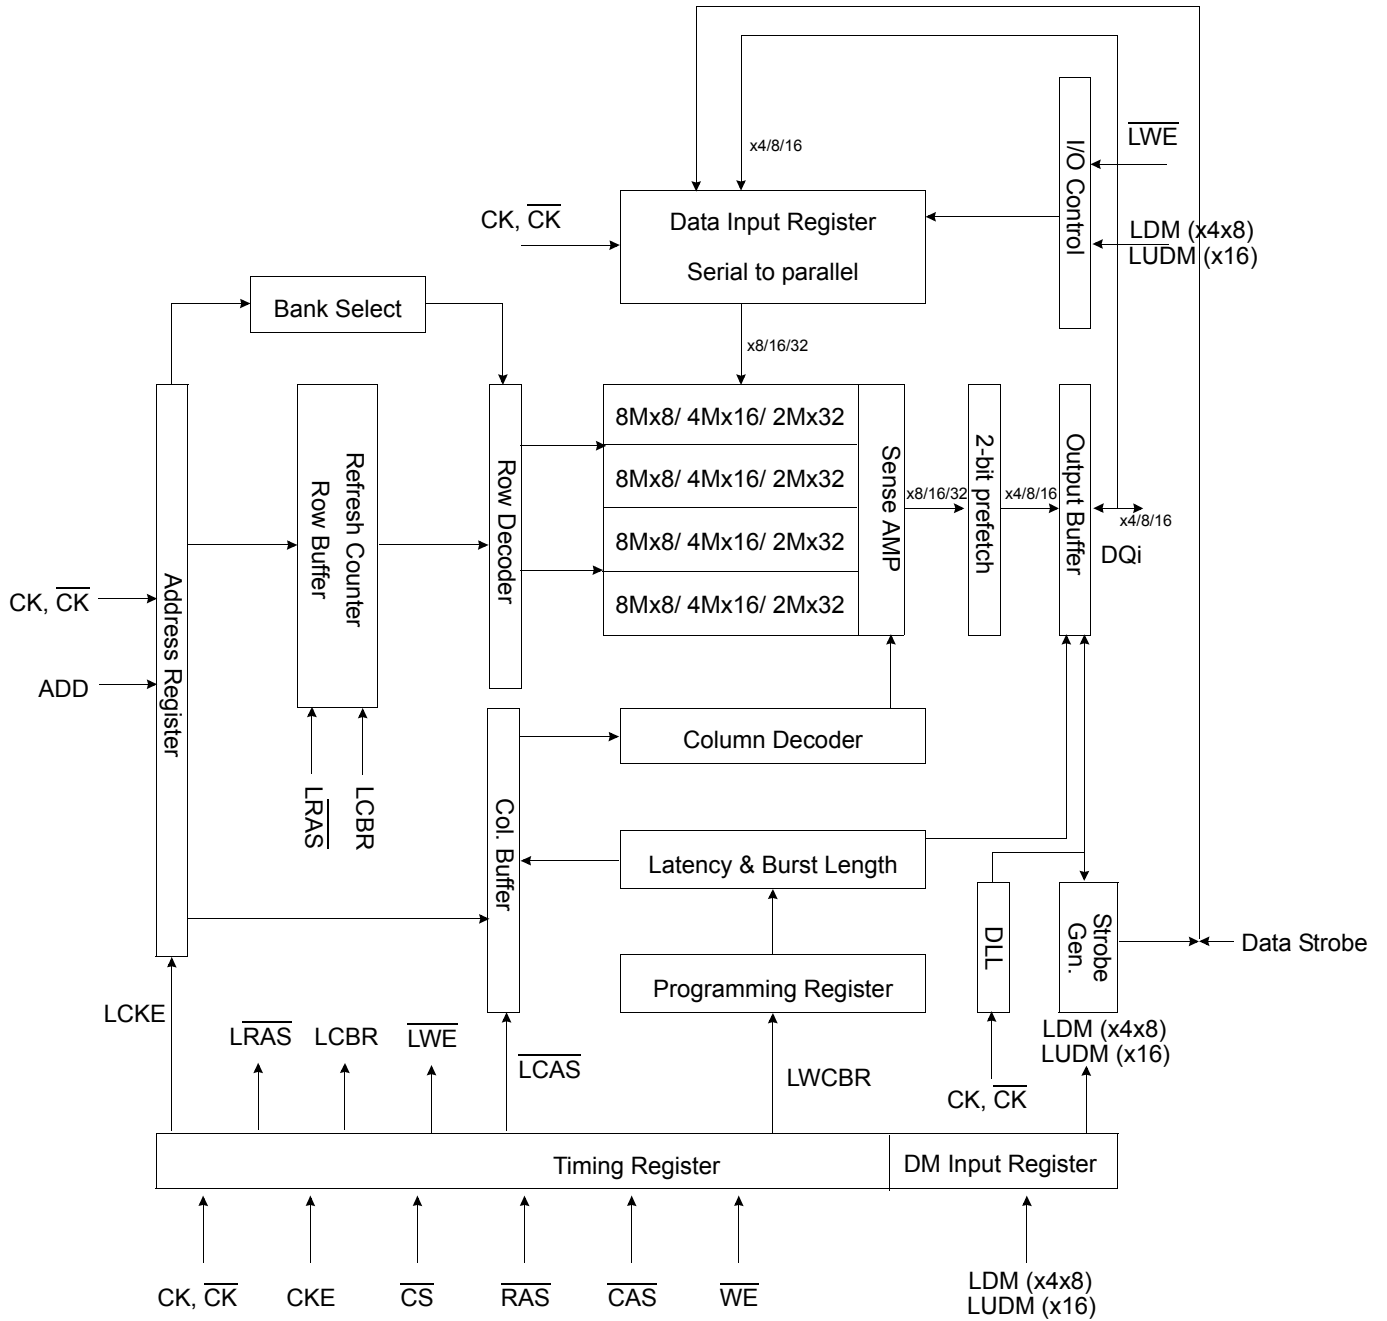 x4/8/16
LWE
I/O Control
CK, CK
Data Input Register
Serial to parallel
LDM (x4x8)
LUDM (x16)
Bank Select
x8/16/32
Address Register
Refresh Counter
Row Buffer
Row Decoder
8Mx8/ 4Mx16/ 2Mx32
8Mx8/ 4Mx16/ 2Mx32
8Mx8/ 4Mx16/ 2Mx32
8Mx8/ 4Mx16/ 2Mx32
Sense AMP
x8/16/32
2-bit prefetch
x4/8/16
Output Buffer
x4/8/16
DQi
CK, CK
ADD
LRAS
LCBR
Col. Buffer
Column Decoder
Latency & Burst Length
Programming Register
DLL
Strobe
Gen.
Data Strobe
LCKE
LRAS
LCBR
LWE
LCAS
LWCBR
CK, CK
LDM (x4x8)
LUDM (x16)
Timing Register
DM Input Register
CK, CK
CKE
CS
RAS
CAS
WE
LDM (x4x8)
LUDM (x16)